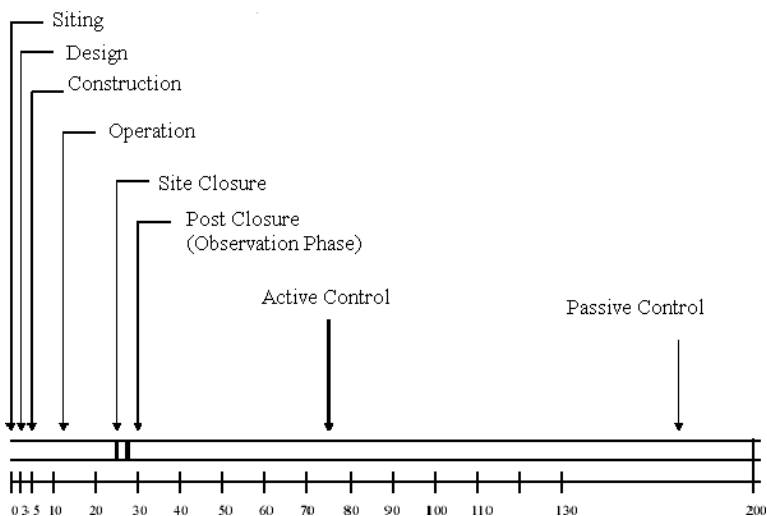 Siting
Design
Construction
Operation
Site Closure
Post Closure
(Observation Phase)
Active Control
Passive Control
0 3 5 10 20 30 40 50 60 70 80 90 100 110 130 200